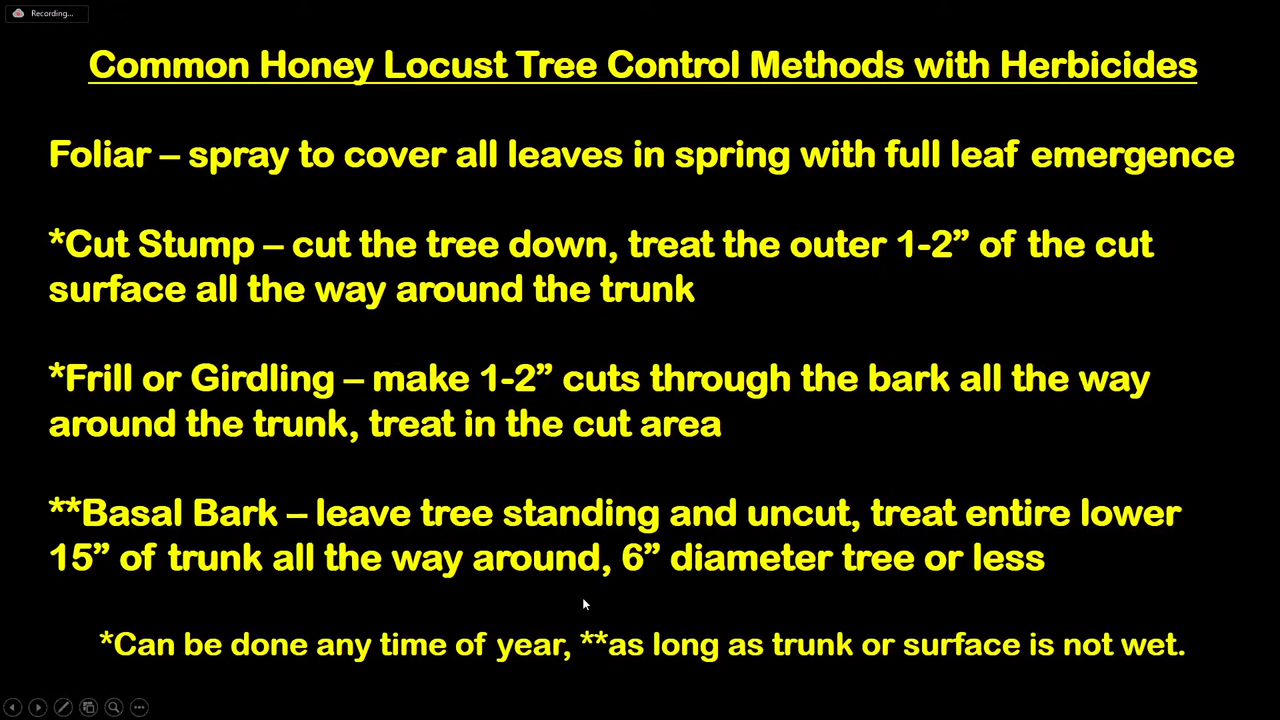 Recording...
Common Honey Locust Tree Control Methods with Herbicides
Foliar – spray to cover all leaves in spring with full leaf emergence
*Cut Stump – cut the tree down, treat the outer 1-2” of the cut
surface all the way around the trunk
*Frill or Girdling – make 1-2” cuts through the bark all the way
around the trunk, treat in the cut area
**Basal Bark – leave tree standing and uncut, treat entire lower
15” of trunk all the way around, 6” diameter tree or less
*Can be done any time of year, **as long as trunk or surface is not wet.